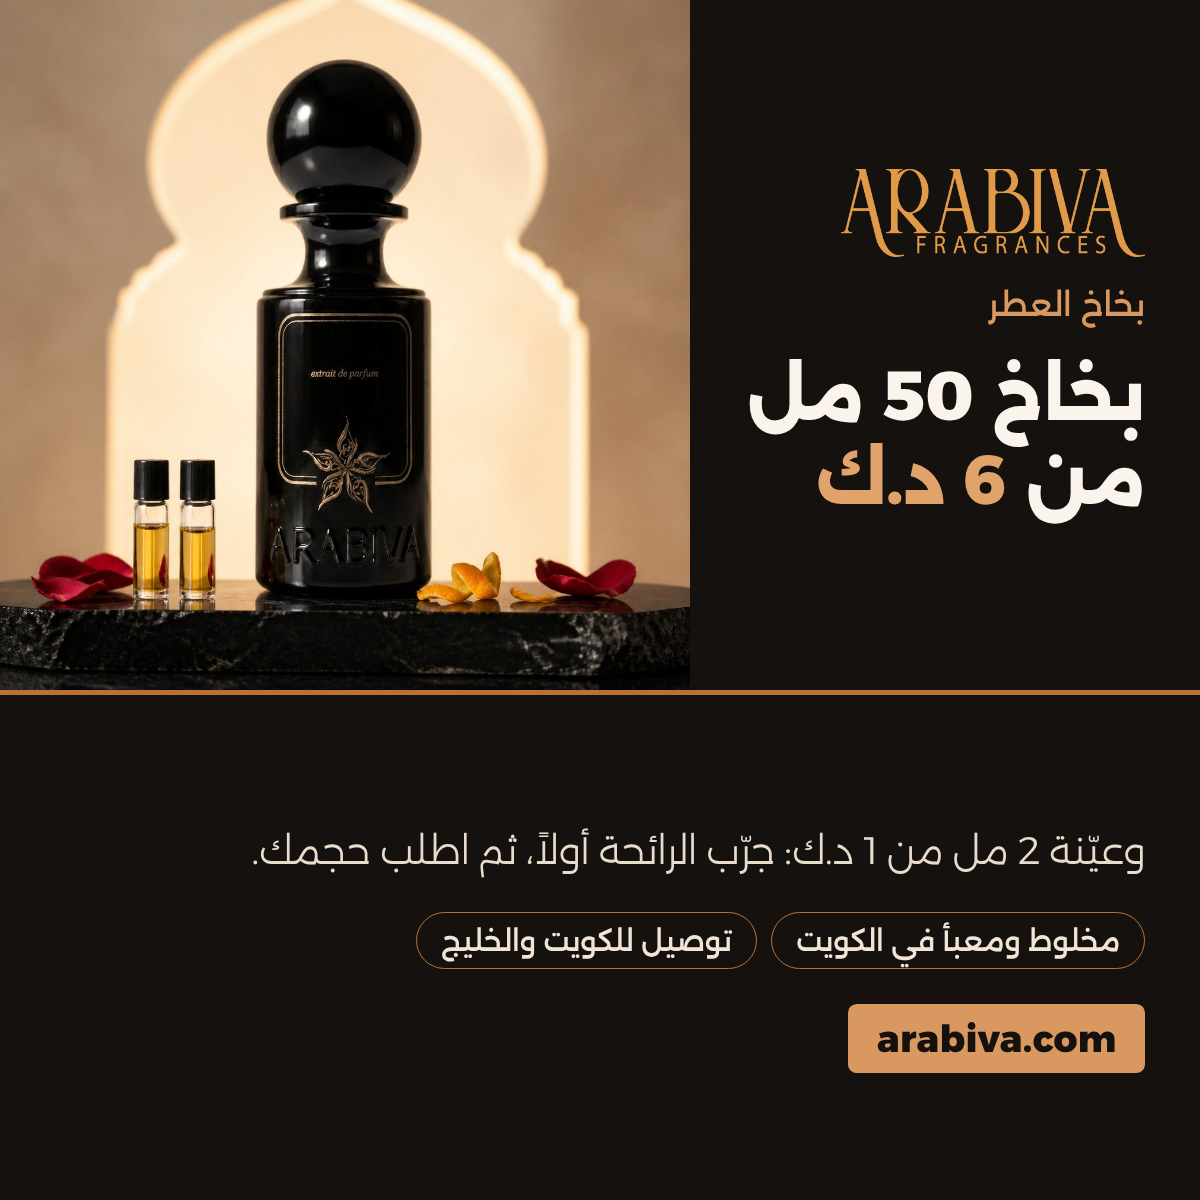 ARABIVA
FRAGRANCES
بخاخ العطر
بخاخ 50 مل
من 6 د.ك
extrait de parfum
ARABIVA
وعيّنة 2 مل من 1 د.ك: جرّب الرائحة أولاً، ثم اطلب حجمك.
مخلوط ومعبأ في الكويت
توصيل للكويت والخليج
arabiva.com